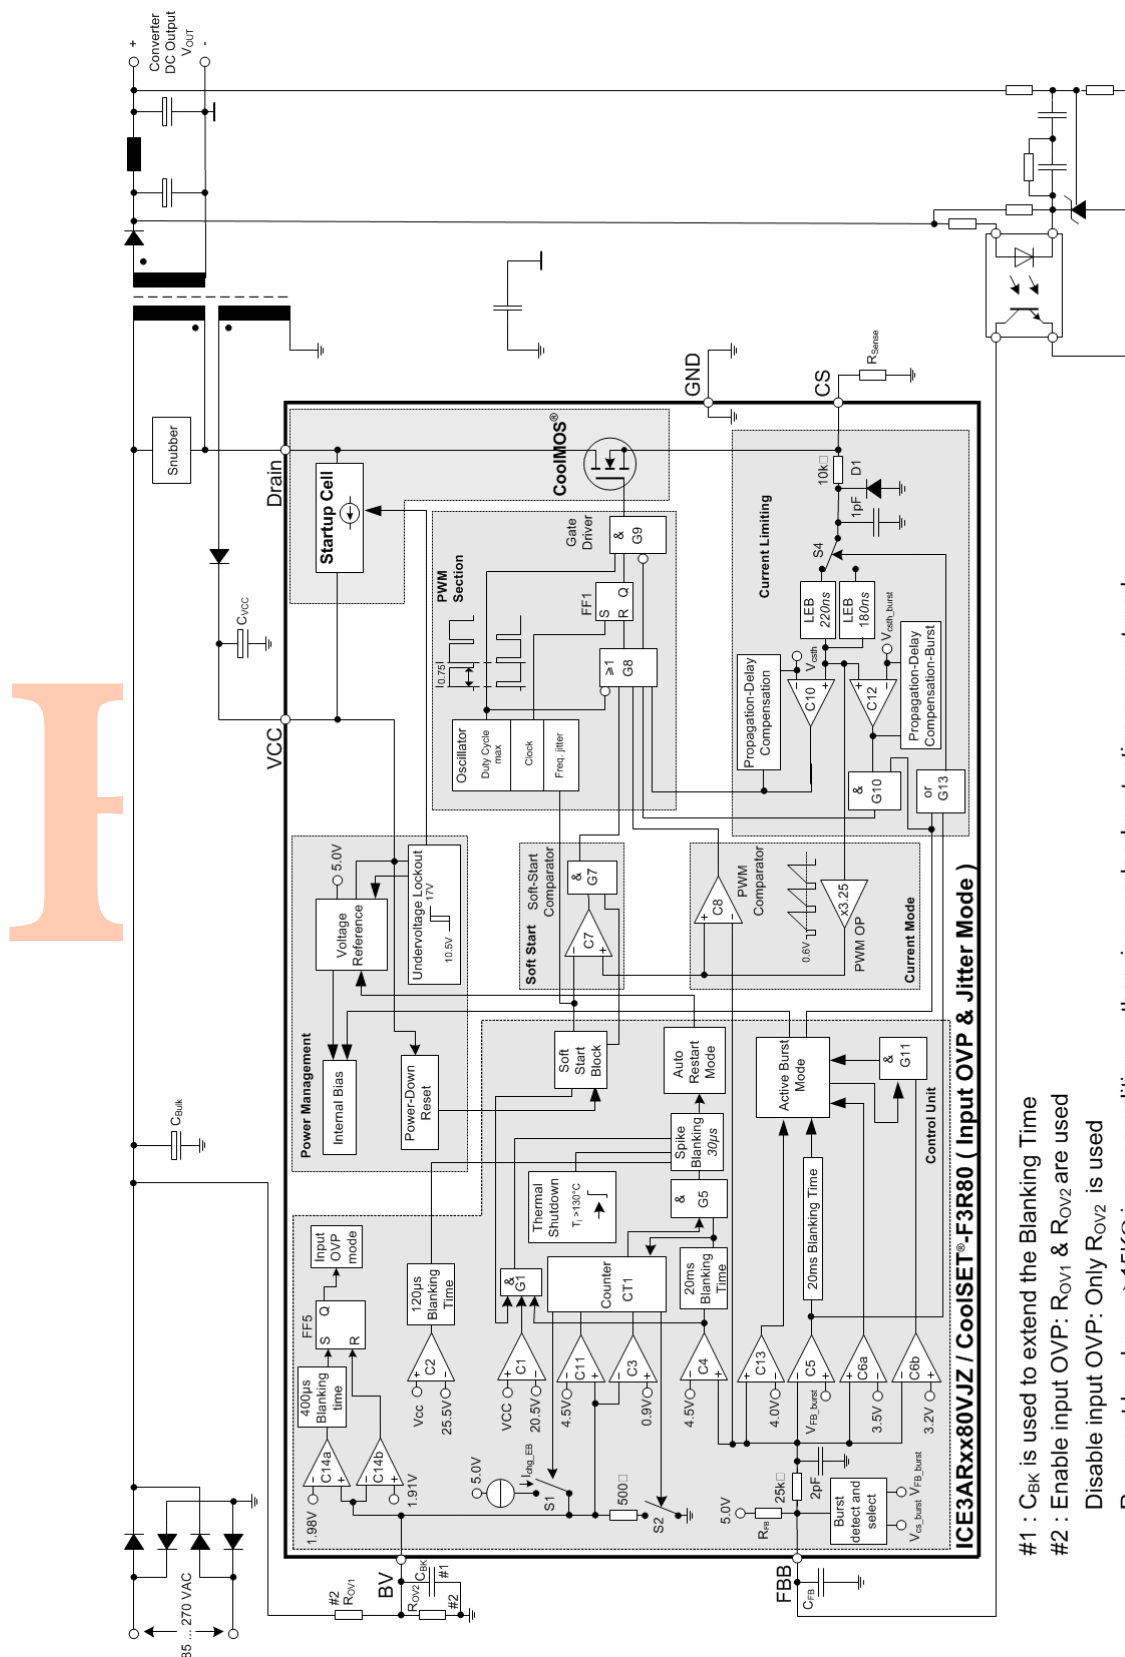 85 ... 270 VAC
Snubber
Converter
DC Output
VOUT
+
-
CBulk
CVCC
VCC
Drain
GND
CS
RSense
BV
FBB
#2
ROV1
ROV2
CBK
#1
#2
CFB
Power Management
Internal Bias
Voltage
Reference
5.0V
Undervoltage Lockout
17V
10.5V
Power-Down
Reset
Startup Cell
CoolMOS®
PWM
Section
0.75
Oscillator
Duty Cycle
max
Clock
Freq. jitter
Gate
Driver
&
G9
FF1
S
R
Q
≥1
G8
Soft Start
Soft-Start
Comparator
C7
&
G7
Soft
Start
Block
Current Mode
PWM
Comparator
C8
0.6V
x3.25
PWM OP
Current Limiting
Propagation-Delay
Compensation
Vcsth
C10
LEB
220ns
LEB
180ns
S4
10k
D1
1pF
C12
Vcsth_burst
Propagation-Delay
Compensation-Burst
&
G10
or
G13
Input
OVP
mode
FF5
S
Q
R
400µs
Blanking
time
C14a
1.98V
C14b
1.91V
120µs
Blanking
Time
C2
Vcc
25.5V
&
G1
C1
VCC
20.5V
Thermal
Shutdown
Tj >130°C
Spike
Blanking
30µs
Auto
Restart
Mode
&
G5
Counter
CT1
C11
4.5V
C3
0.9V
20ms
Blanking
Time
C4
4.5V
C13
4.0V
20ms Blanking Time
C5
VFB_burst
C6a
3.5V
C6b
3.2V
Active Burst
Mode
&
G11
Control Unit
5.0V
Ichg_EB
S1
500
S2
5.0V
RFB
25k
2pF
Burst
detect and
select
Vcs_burst
VFB_burst
ICE3ARxx80VJZ / CoolSET®-F3R80 ( Input OVP & Jitter Mode )
#1 : CBK is used to extend the Blanking Time
#2 : Enable input OVP: ROV1 & ROV2 are used
Disable input OVP: Only ROV2 is used